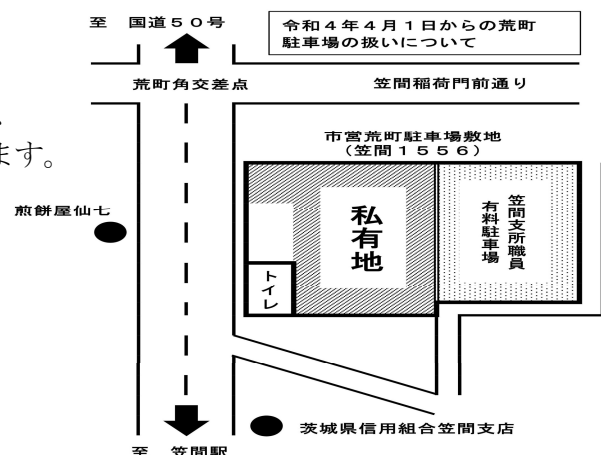 至 国道50号
令和4年4月1日からの荒町
駐車場の扱いについて
荒町角交差点
笠間稲荷門前通り
ます。
市営荒町駐車場敷地
(笠間1556)
煎餅屋仙七
私有地
笠間支所職員
有料駐車場
トイレ
茨城県信用組合笠間支店
至 笠間駅